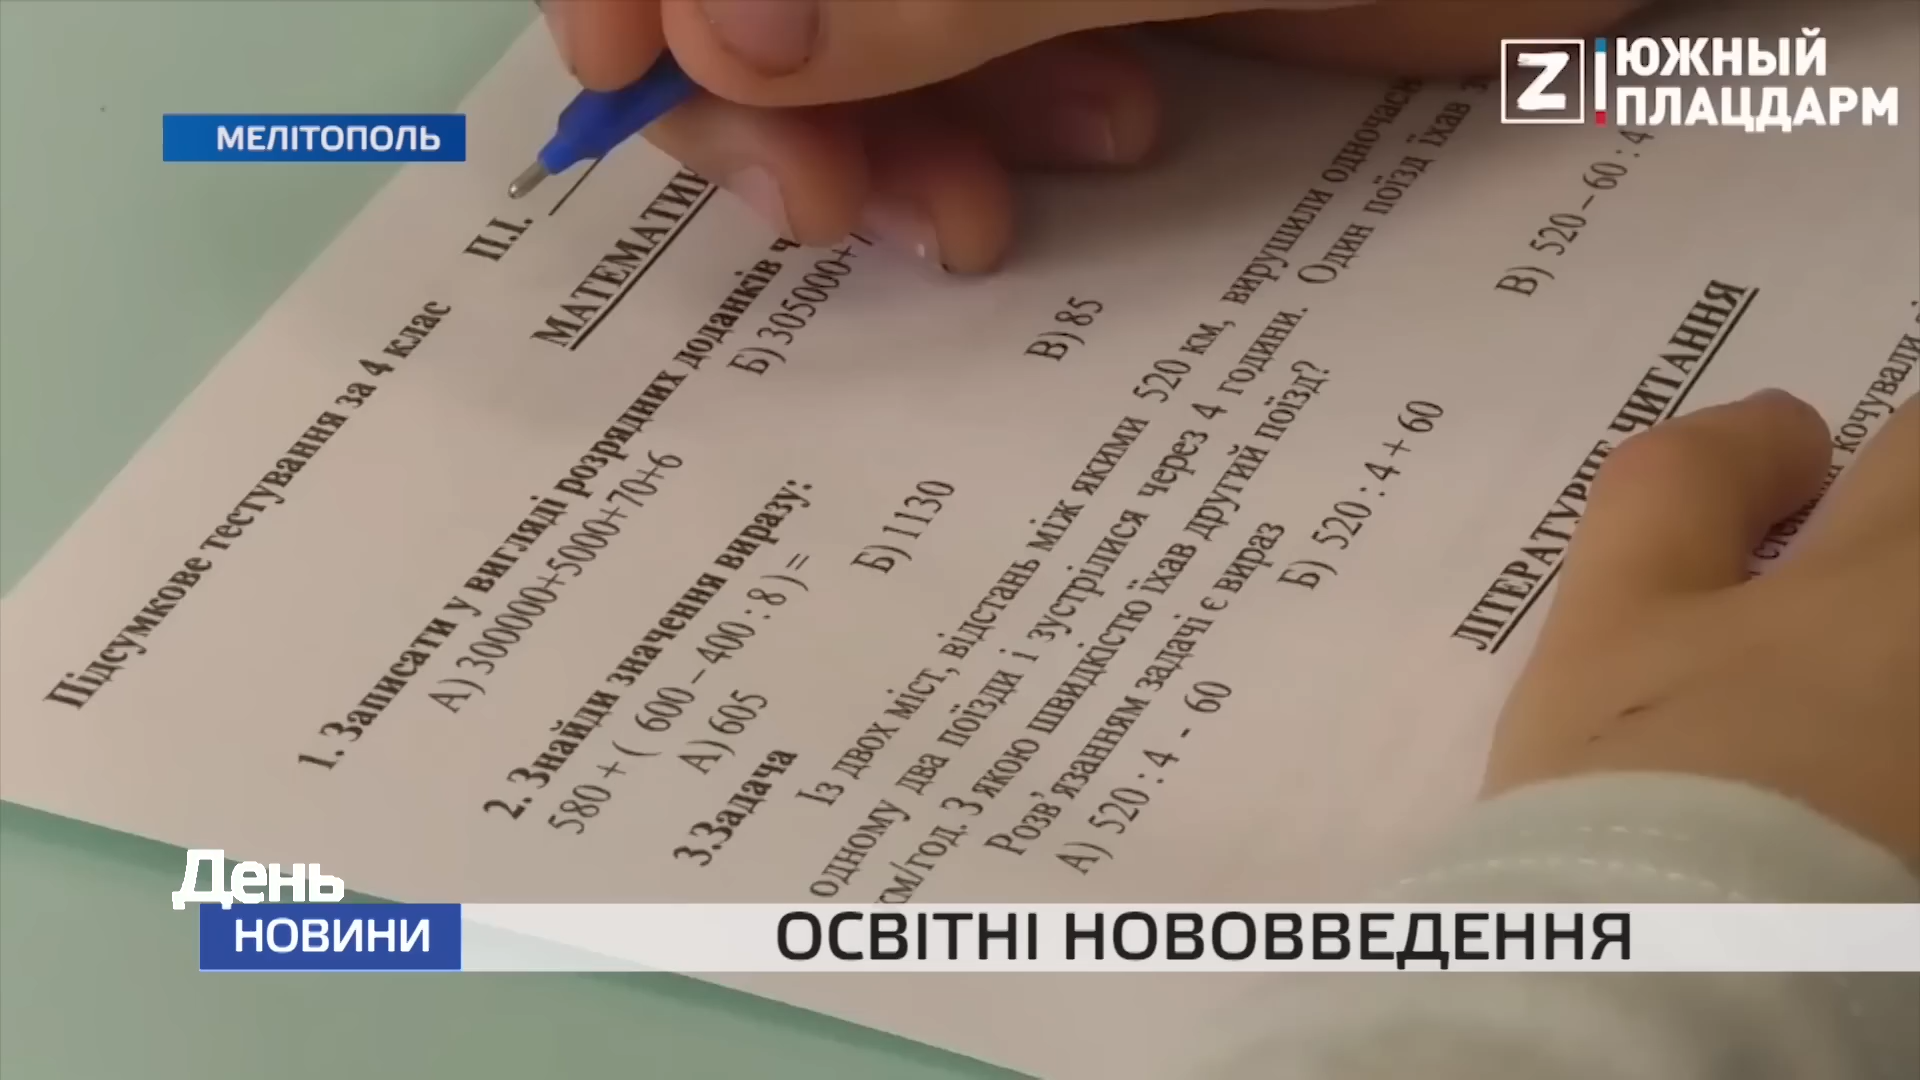 Z ЮЖНЫЙ
ПЛАЦДАРМ
МЕЛІТОПОЛЬ
Підсумкове тестування за 4 клас П.І.
1. Записати у вигляді розрядних доданків
А) 300000+5000+70+6 Б) 305000+7
2. Знайди значення виразу:
580 + ( 600 – 400 : 8 ) =
А) 605 Б) 1130 В) 85
3.Задача
Із двох міст, відстань між якими 520 км, вирушили
одному два поїзди і зустрілися через 4 години. Один поїзд їхав
км/год. З якою швидкістю їхав другий поїзд?
Розв’язанням задачі є вираз
А) 520 : 4 - 60 Б) 520 : 4 + 60 В) 520 – 60 : 4
ЛІТЕРАТУРНЕ ЧИТАННЯ
кочували
День
НОВИНИ
ОСВІТНІ НОВОВВЕДЕННЯ